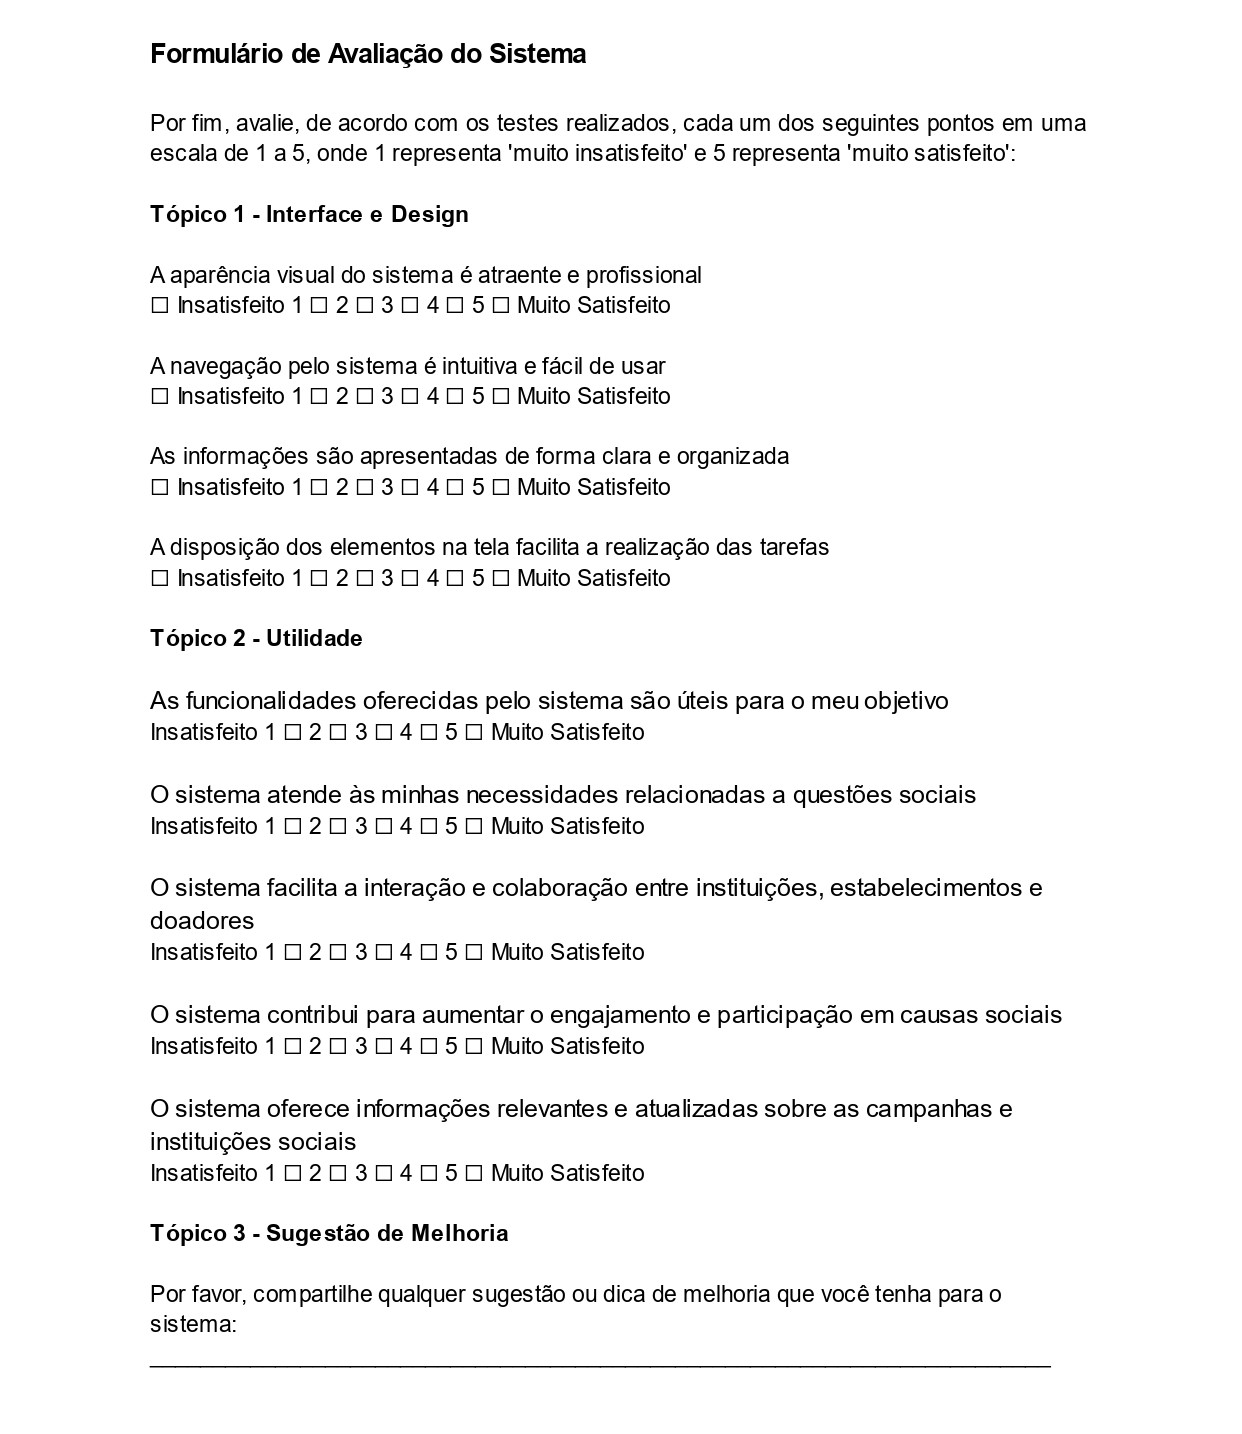 Formulário de Avaliação do Sistema
Por fim, avalie, de acordo com os testes realizados, cada um dos seguintes pontos em uma
escala de 1 a 5, onde 1 representa 'muito insatisfeito' e 5 representa 'muito satisfeito':
Tópico 1 - Interface e Design
A aparência visual do sistema é atraente e profissional
☐ Insatisfeito 1 ☐ 2 ☐ 3 ☐ 4 ☐ 5 ☐ Muito Satisfeito
A navegação pelo sistema é intuitiva e fácil de usar
☐ Insatisfeito 1 ☐ 2 ☐ 3 ☐ 4 ☐ 5 ☐ Muito Satisfeito
As informações são apresentadas de forma clara e organizada
☐ Insatisfeito 1 ☐ 2 ☐ 3 ☐ 4 ☐ 5 ☐ Muito Satisfeito
A disposição dos elementos na tela facilita a realização das tarefas
☐ Insatisfeito 1 ☐ 2 ☐ 3 ☐ 4 ☐ 5 ☐ Muito Satisfeito
Tópico 2 - Utilidade
As funcionalidades oferecidas pelo sistema são úteis para o meu objetivo
Insatisfeito 1 ☐ 2 ☐ 3 ☐ 4 ☐ 5 ☐ Muito Satisfeito
O sistema atende às minhas necessidades relacionadas a questões sociais
Insatisfeito 1 ☐ 2 ☐ 3 ☐ 4 ☐ 5 ☐ Muito Satisfeito
O sistema facilita a interação e colaboração entre instituições, estabelecimentos e
doadores
Insatisfeito 1 ☐ 2 ☐ 3 ☐ 4 ☐ 5 ☐ Muito Satisfeito
O sistema contribui para aumentar o engajamento e participação em causas sociais
Insatisfeito 1 ☐ 2 ☐ 3 ☐ 4 ☐ 5 ☐ Muito Satisfeito
O sistema oferece informações relevantes e atualizadas sobre as campanhas e
instituições sociais
Insatisfeito 1 ☐ 2 ☐ 3 ☐ 4 ☐ 5 ☐ Muito Satisfeito
Tópico 3 - Sugestão de Melhoria
Por favor, compartilhe qualquer sugestão ou dica de melhoria que você tenha para o
sistema:
________________________________________________________________________